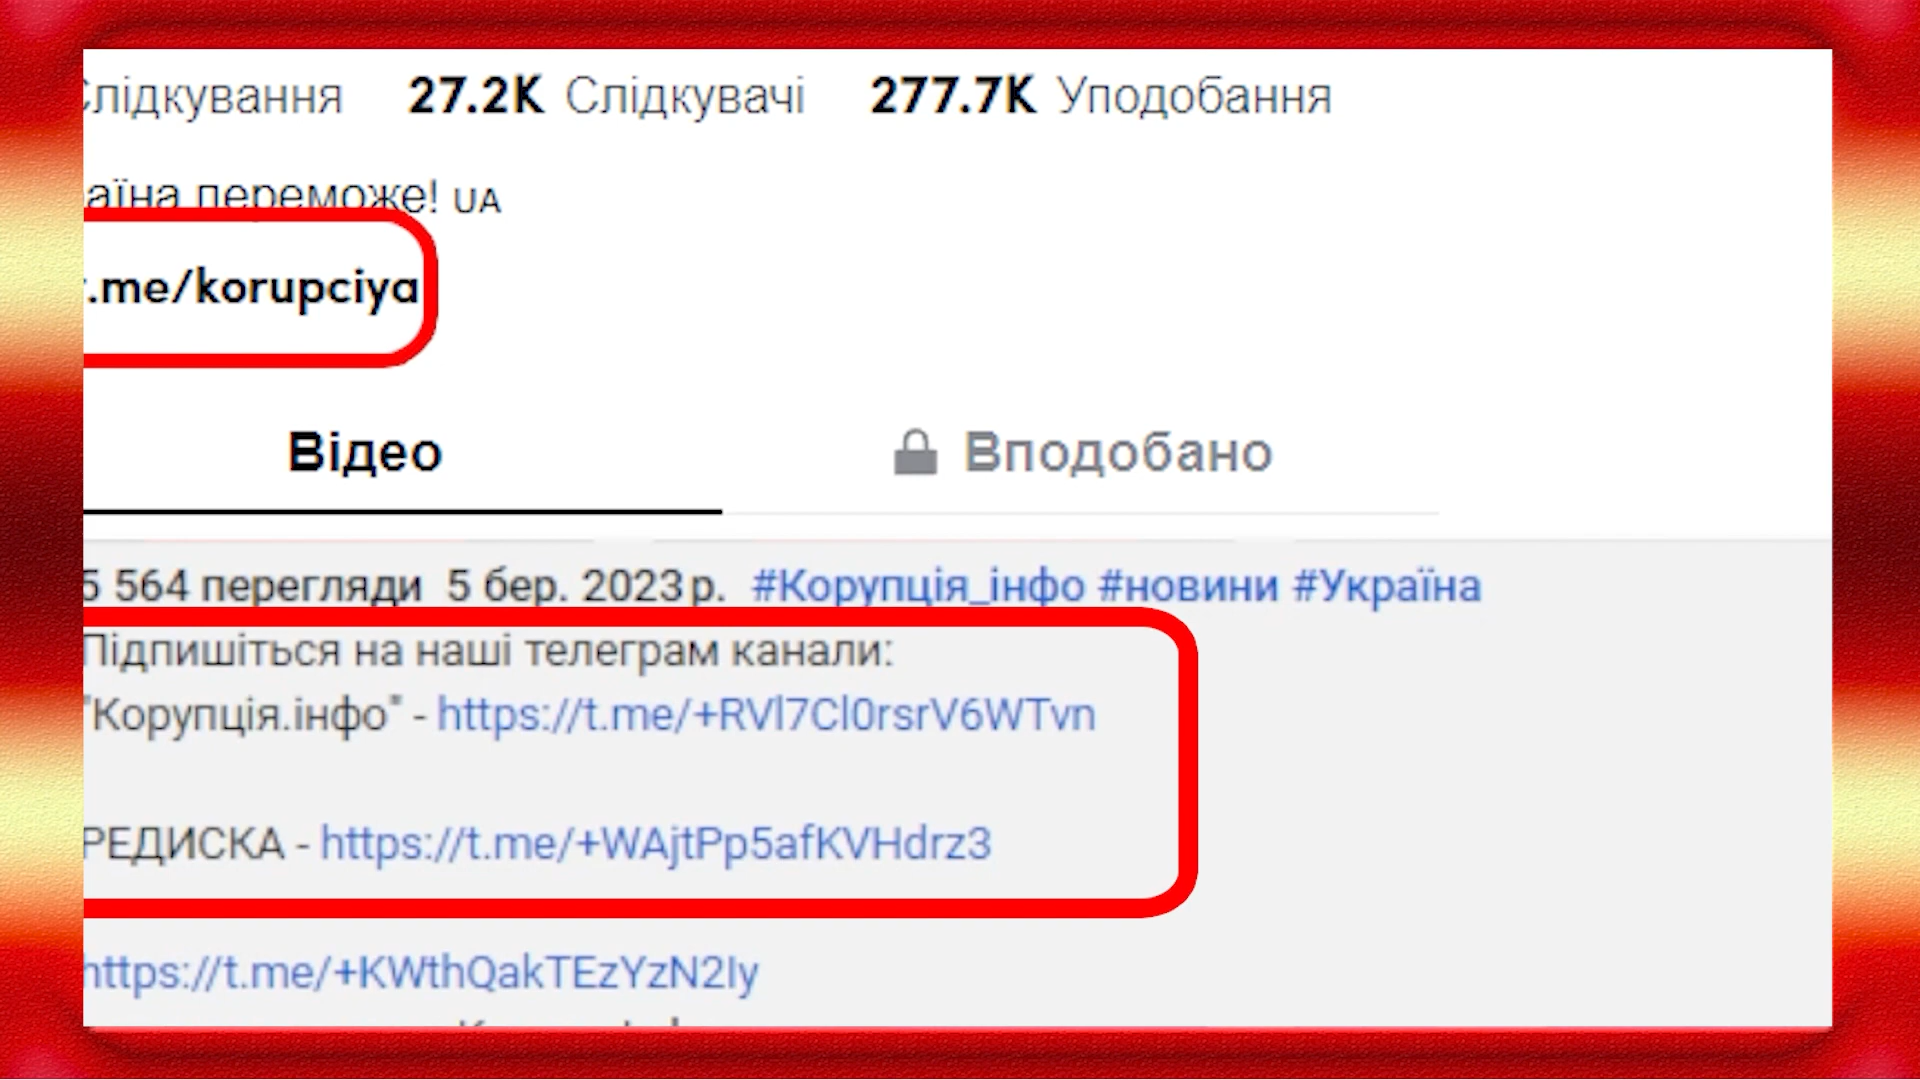 Слідкування 27.2K Слідкувачі 277.7K Уподобання
аїна переможе! UA
.me/korupciya
Відео Вподобано
5 564 перегляди 5 бер. 2023 р. #Корупція_інфо #новини #Україна
Підпишіться на наші телеграм канали:
"Корупція.інфо" - https://t.me/+RVl7Cl0rsrV6WTvn
РЕДИСКА - https://t.me/+WAjtPp5afKVHdrz3
https://t.me/+KWthQakTEzYzN2Iy